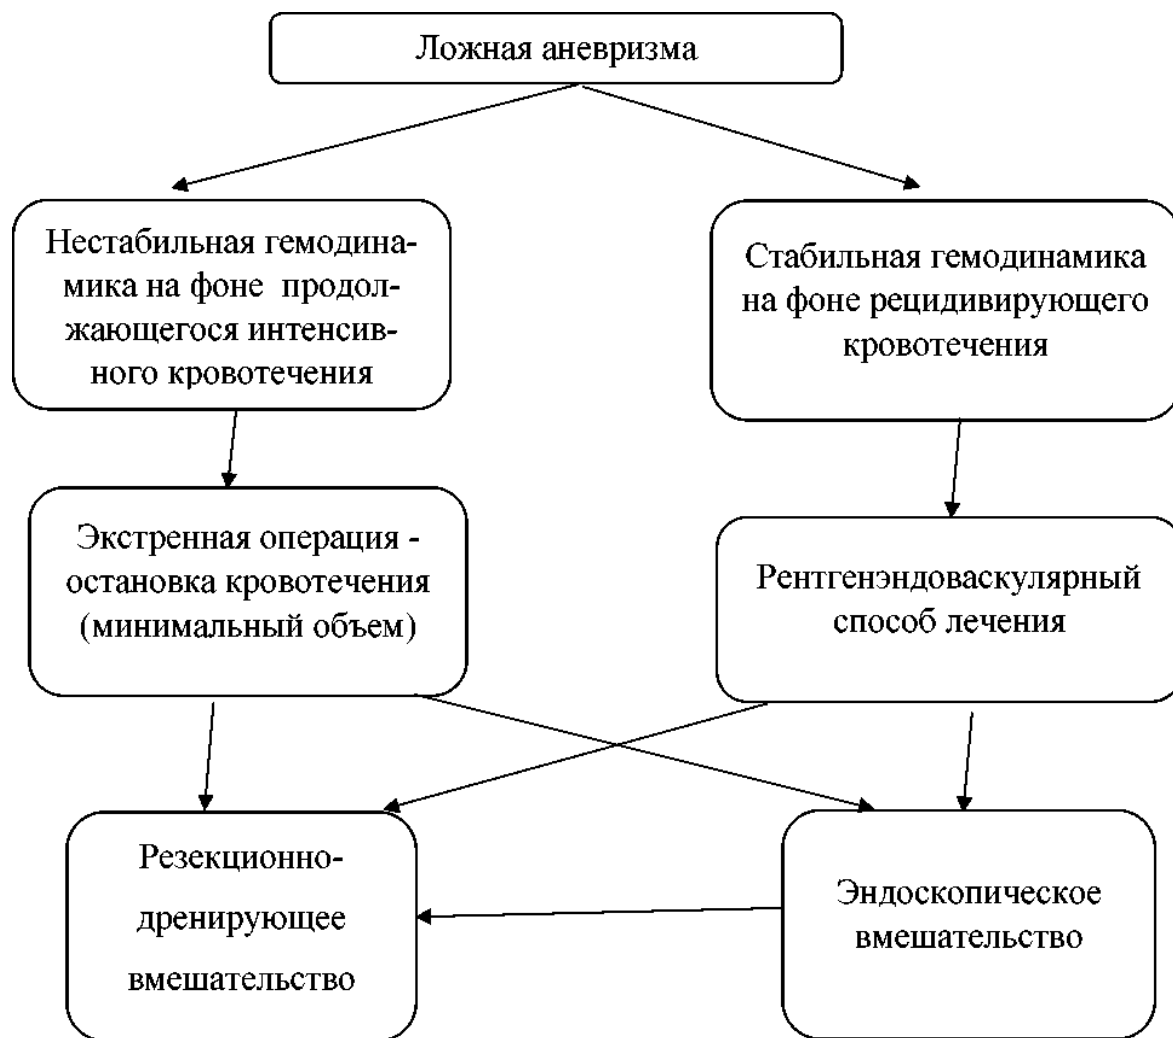 Ложная аневризма
Нестабильная гемодина-
мика на фоне продол-
жающегося интенсив-
ного кровотечения
Стабильная гемодинамика
на фоне рецидивирующего
кровотечения
Экстренная операция -
остановка кровотечения
(минимальный объем)
Рентгенэндоваскулярный
способ лечения
Резекционно-
дренирующее
вмешательство
Эндоскопическое
вмешательство